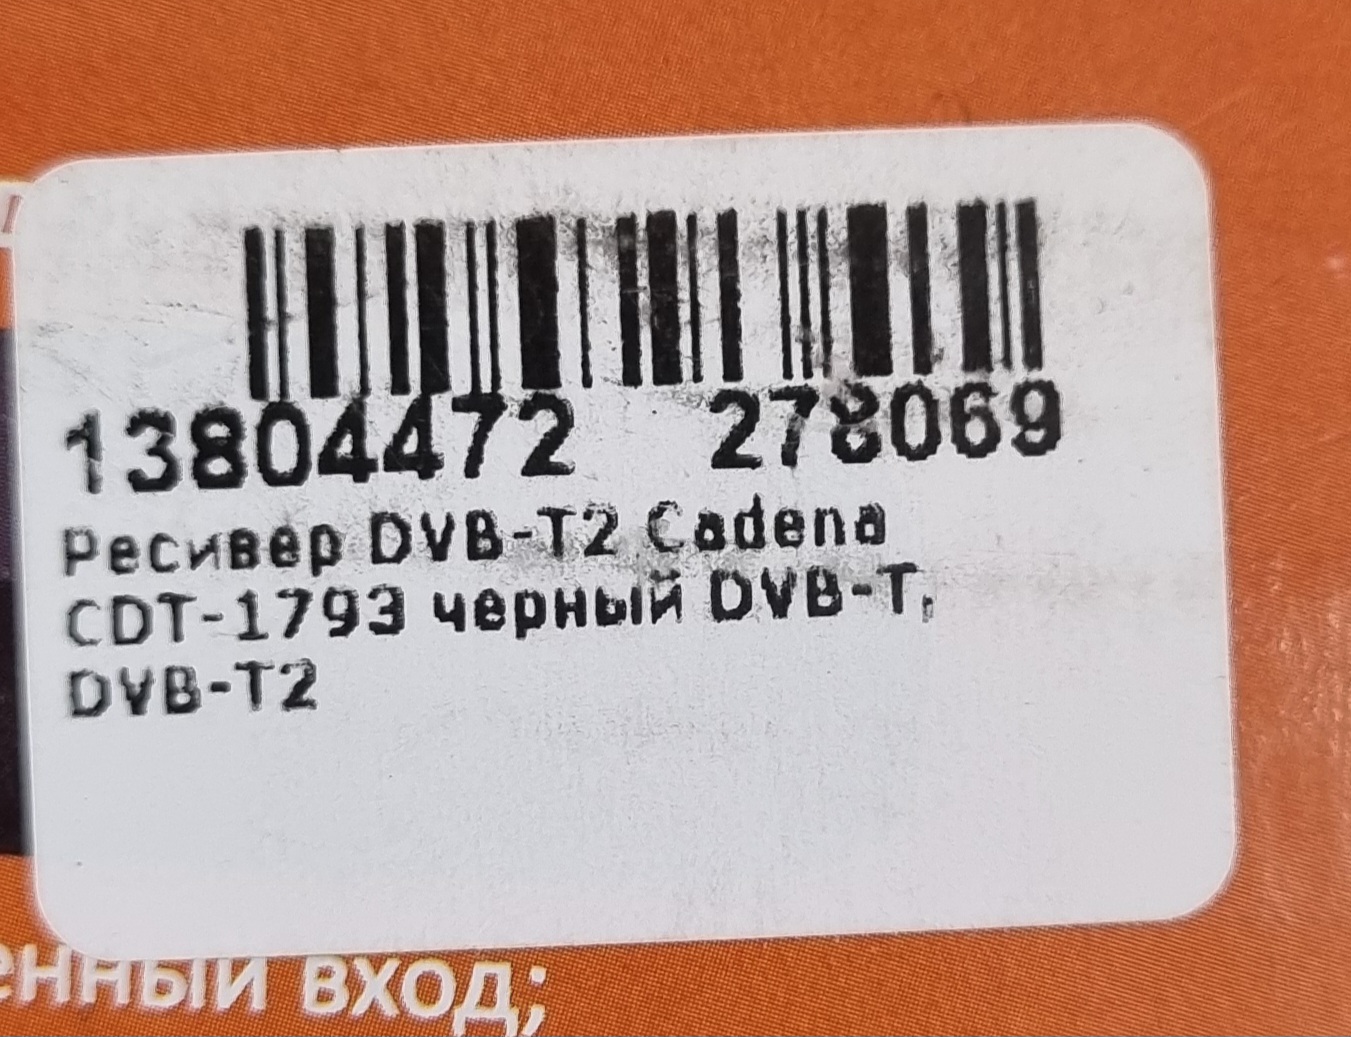 13804472 278069
Ресивер DVB-T2 Cadena
CDT-1793 черный DVB-T,
DVB-T2
енный вход;